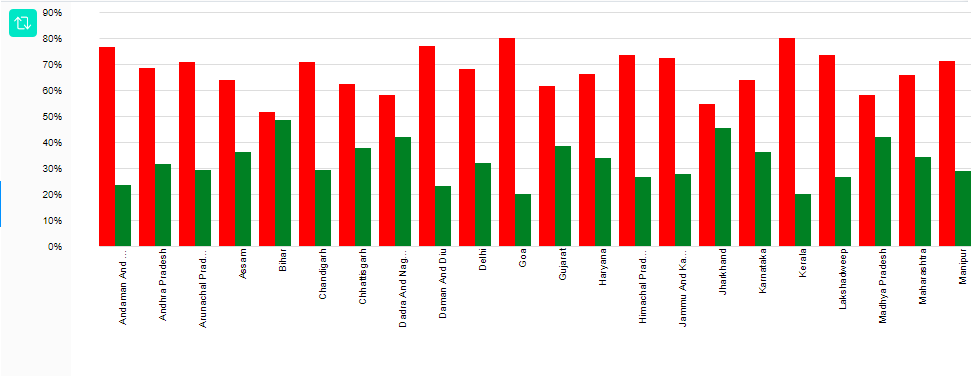 90%
80%
70%
60%
50%
40%
30%
20%
10%
0%
Andaman And ...
Andhra Pradesh
Arunachal Prad...
Assam
Bihar
Chandigarh
Chhattisgarh
Dadra And Nag...
Daman And Diu
Delhi
Goa
Gujarat
Haryana
Himachal Prad...
Jammu And Ka...
Jharkhand
Karnataka
Kerala
Lakshadweep
Madhya Pradesh
Maharashtra
Manipur